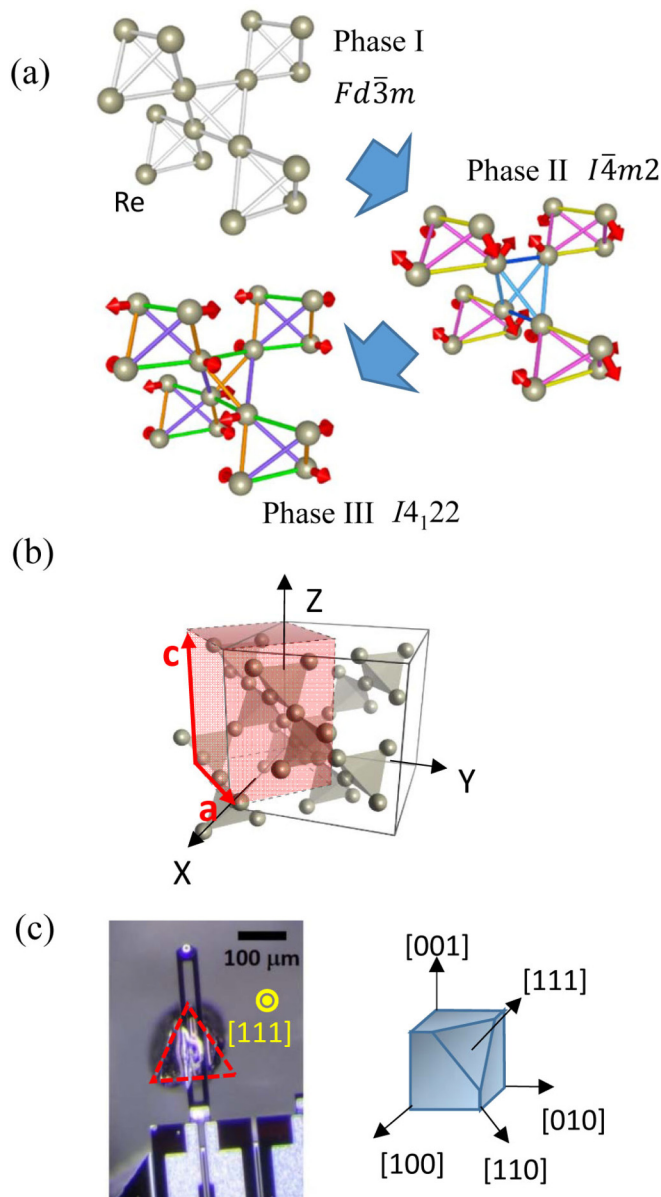 (a)
Phase I
Fd3̅m
Re
Phase II I4̅m2
Phase III I4₁22
(b)
Z
c
a
Y
X
(c)
100 μm
[111]
[001]
[111]
[010]
[100]
[110]